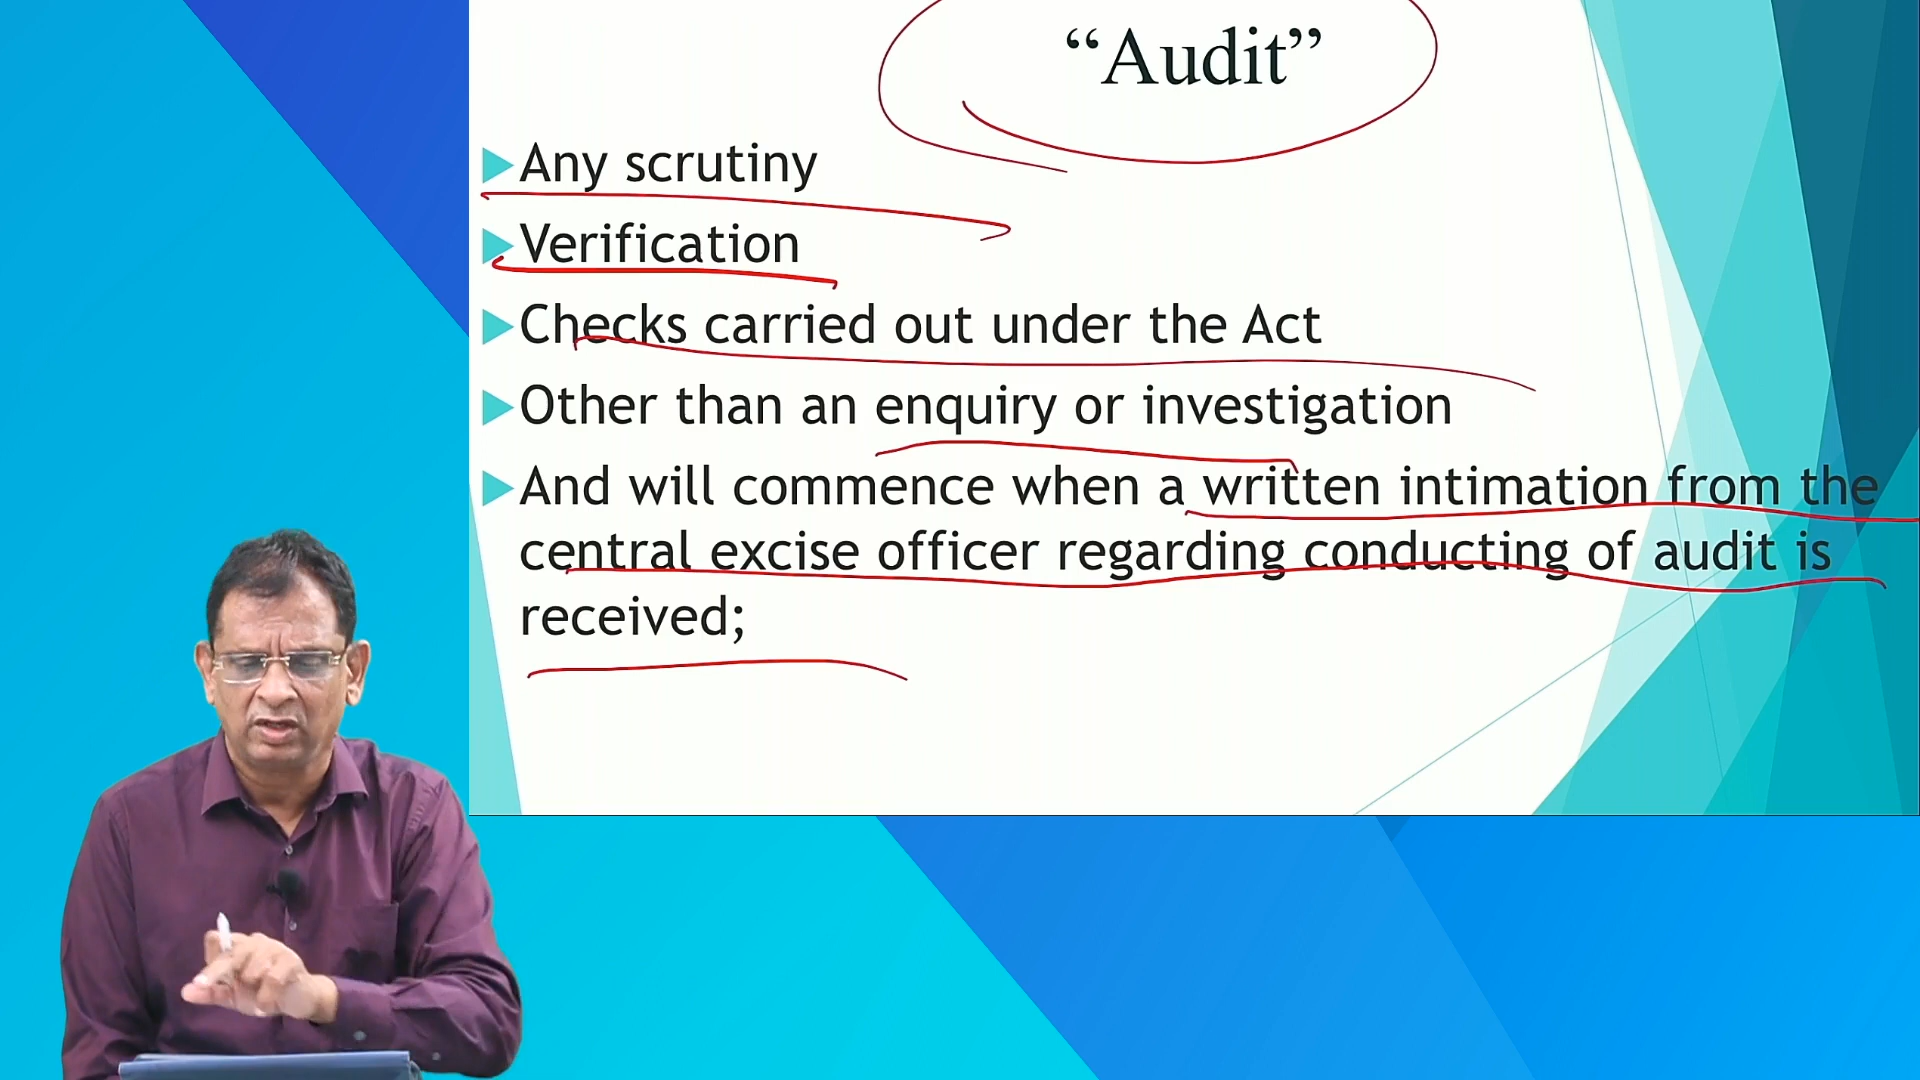 “Audit”
Any scrutiny
Verification
Checks carried out under the Act
Other than an enquiry or investigation
And will commence when a written intimation from the
central excise officer regarding conducting of audit is
received;